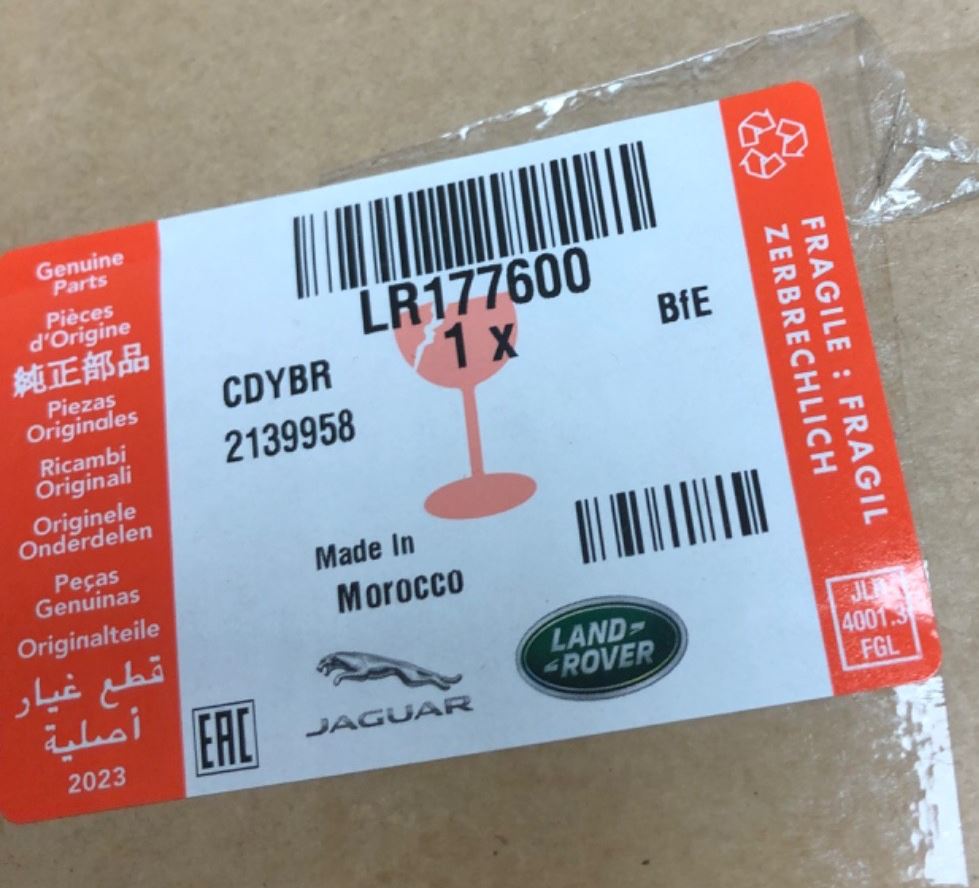 Genuine
Parts
Pièces
d'Origine
純正部品
Piezas
Originales
Ricambi
Originali
Originele
Onderdelen
Peças
Genuinas
Originalteile
قطع غيار
أصلية
2023
LR177600
1 x
BfE
CDYBR
2139958
Made In
Morocco
EAC
JAGUAR
LAND-
-ROVER
FRAGILE : FRAGIL
ZERBRECHLICH
4001.3
FGL